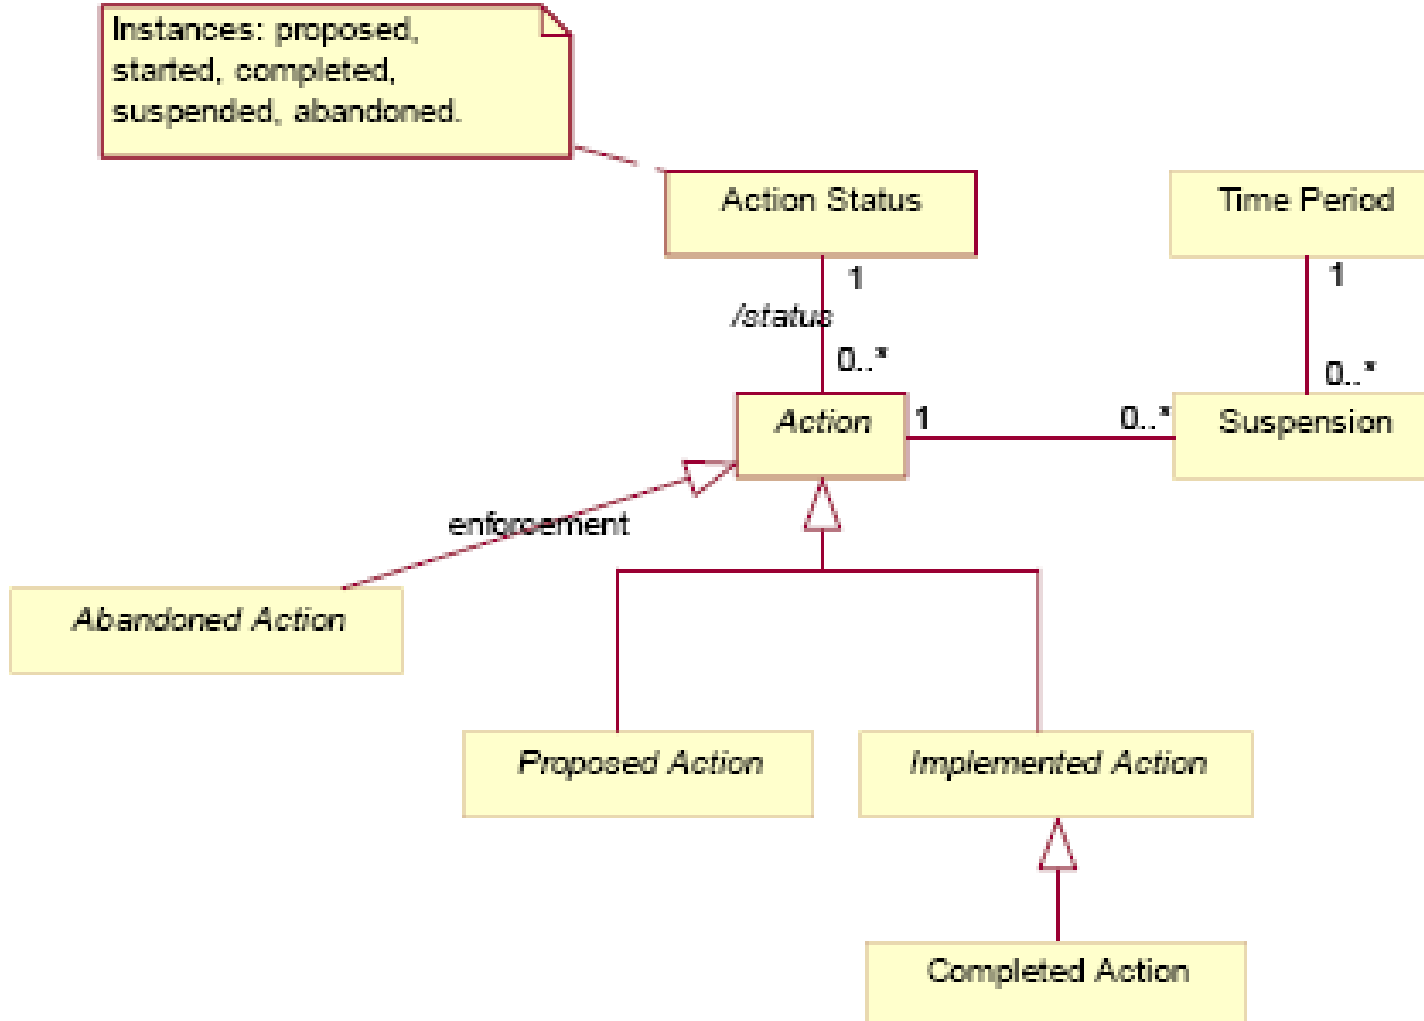 Instances: proposed,
started, completed,
suspended, abandoned.
Action Status
Time Period
1
1
/status
0..*
0..*
Action
1
0..*
Suspension
enforcement
Abandoned Action
Proposed Action
Implemented Action
Completed Action